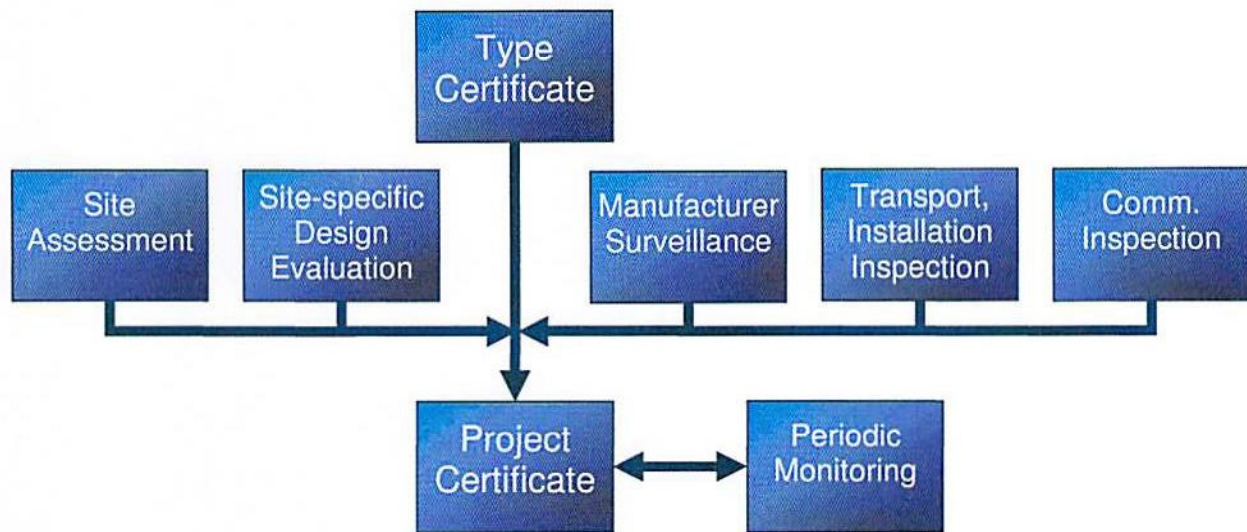 Type
Certificate
Site
Assessment
Site-specific
Design
Evaluation
Manufacturer
Surveillance
Transport,
Installation
Inspection
Comm.
Inspection
Project
Certificate
Periodic
Monitoring